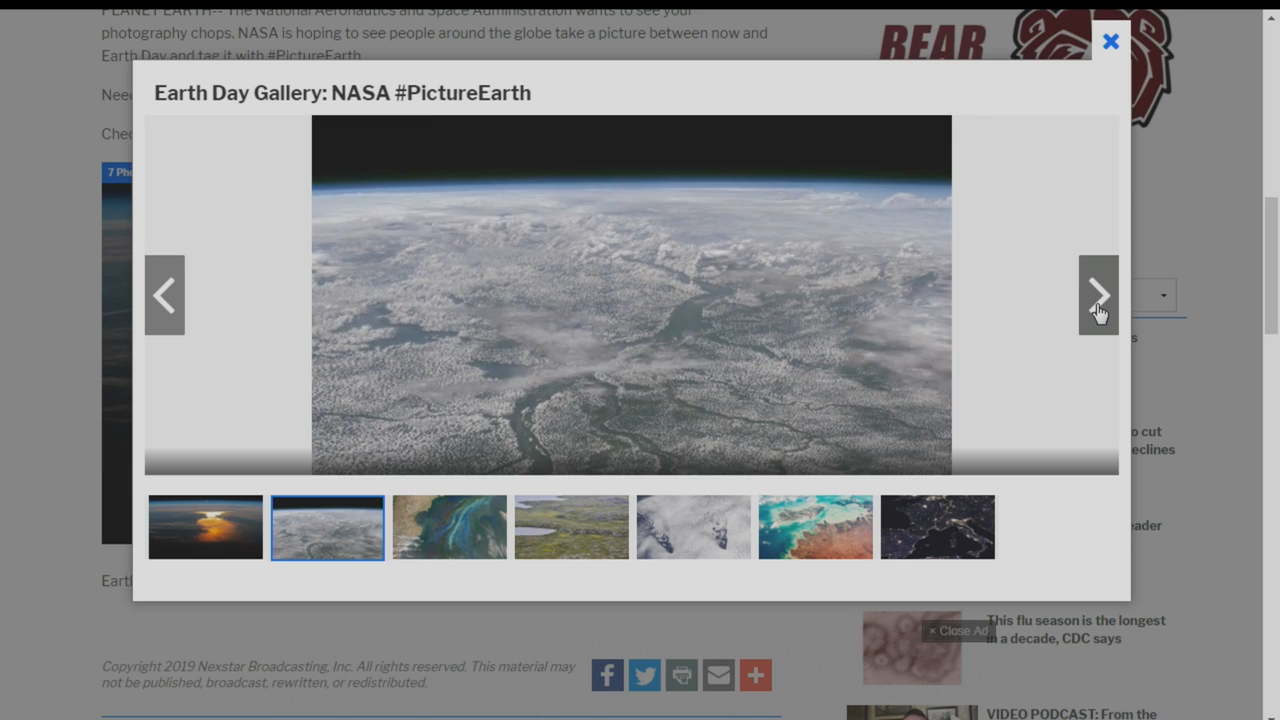 PLANET EARTH-- The National Aeronautics and Space Administration wants to see your
photography chops. NASA is hoping to see people around the globe take a picture between now and
Earth Day and tag it with #PictureEarth
BEAR
Earth Day Gallery: NASA #PictureEarth
7
× Close Ad
This flu season is the longest
in a decade, CDC says
Copyright 2019 Nexstar Broadcasting, Inc. All rights reserved. This material may
not be published, broadcast, rewritten, or redistributed.
VIDEO PODCAST: From the